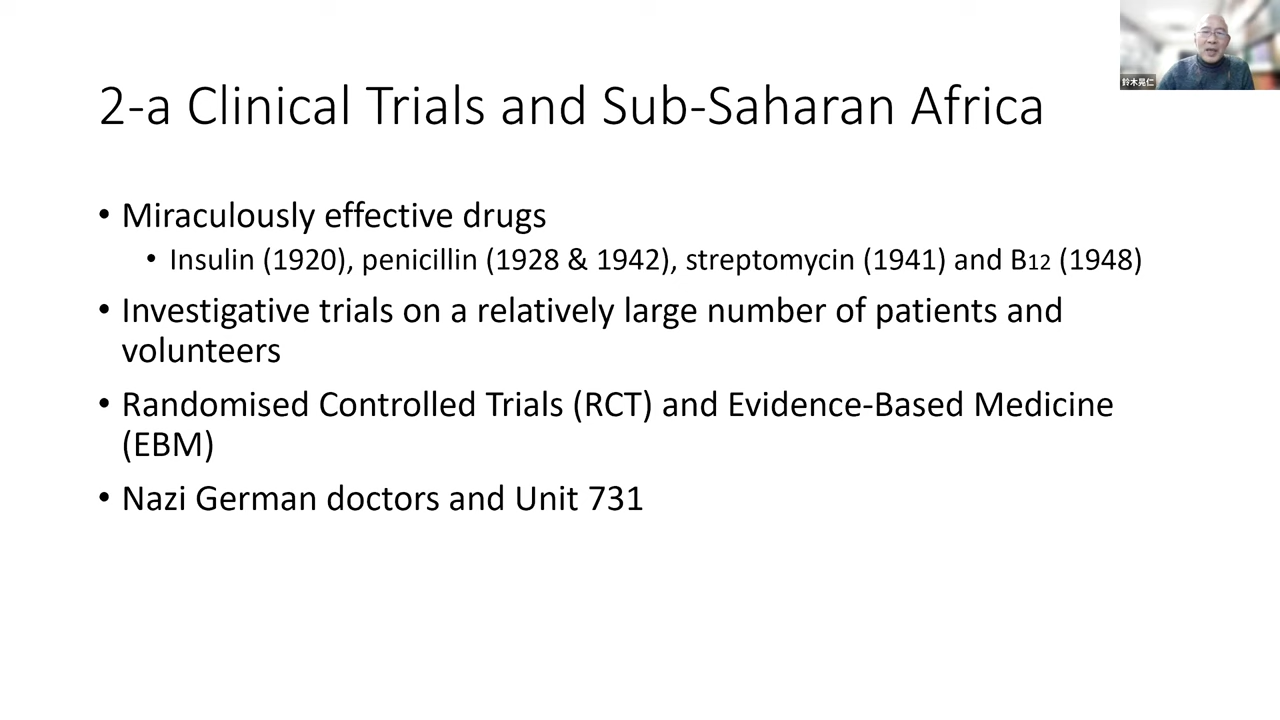 2-a Clinical Trials and Sub-Saharan Africa
鈴木晃仁
• Miraculously effective drugs
• Insulin (1920), penicillin (1928 & 1942), streptomycin (1941) and B12 (1948)
• Investigative trials on a relatively large number of patients and
volunteers
• Randomised Controlled Trials (RCT) and Evidence-Based Medicine
(EBM)
• Nazi German doctors and Unit 731